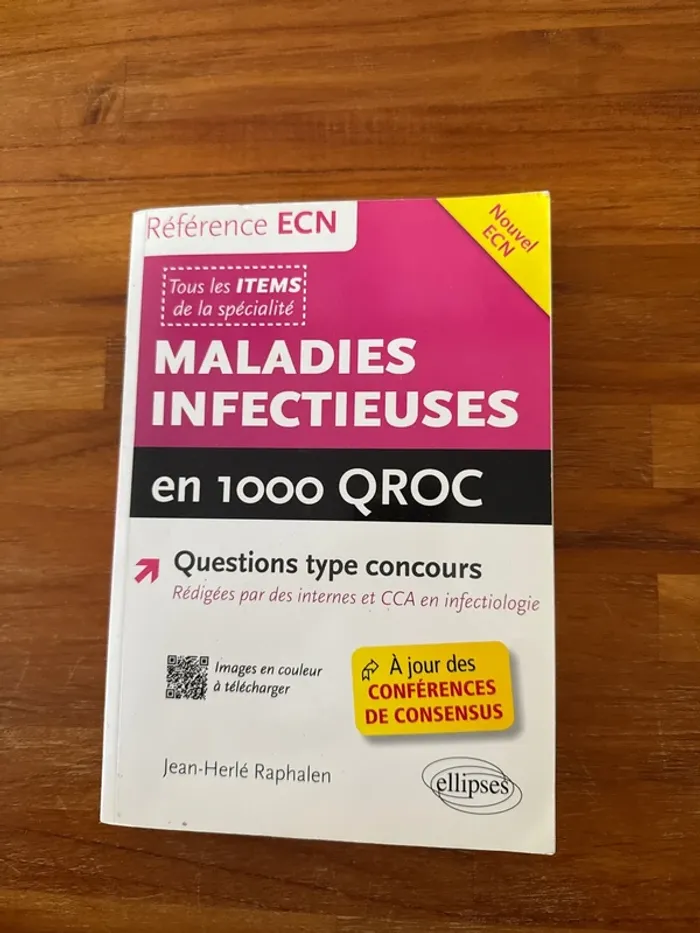 Référence ECN
Nouvel
ECN
Tous les ITEMS
de la spécialité
MALADIES
INFECTIEUSES
en 1000 QROC
Questions type concours
Rédigées par des internes et CCA en infectiologie
Images en couleur
à télécharger
À jour des
CONFÉRENCES
DE CONSENSUS
Jean-Herlé Raphalen
ellipses